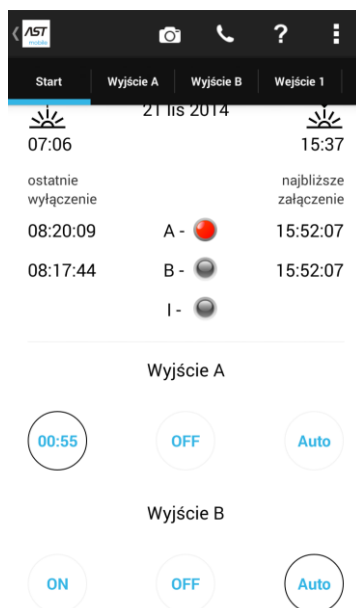 AST
mobile
?
Start Wyjście A Wyjście B Wejście 1
21 lis 2014
07:06 15:37
ostatnie wyłączenie najbliższe załączenie
08:20:09 A - 15:52:07
08:17:44 B - 15:52:07
I -
Wyjście A
00:55 OFF Auto
Wyjście B
ON OFF Auto